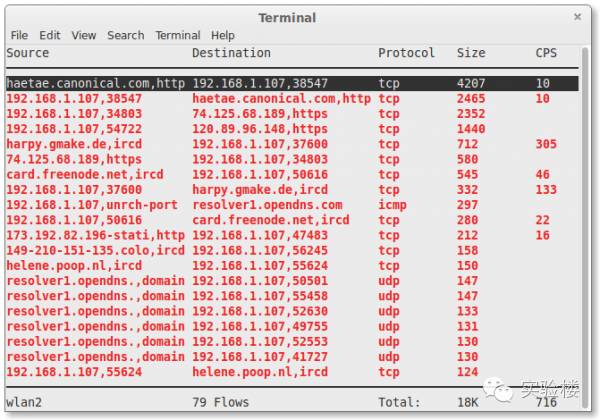 Terminal
File Edit View Search Terminal Help
Source Destination Protocol Size CPS
haetae.canonical.com,http 192.168.1.107,38547 tcp 4207 10
192.168.1.107,38547 haetae.canonical.com,http tcp 2465 10
192.168.1.107,34803 74.125.68.189,https tcp 2352
192.168.1.107,54722 120.89.96.148,https tcp 1440
harpy.gmake.de,ircd 192.168.1.107,37600 tcp 712 305
74.125.68.189,https 192.168.1.107,34803 tcp 580
card.freenode.net,ircd 192.168.1.107,50616 tcp 545 46
192.168.1.107,37600 harpy.gmake.de,ircd tcp 332 133
192.168.1.107,unrch-port resolver1.opendns.com icmp 297
192.168.1.107,50616 card.freenode.net,ircd tcp 280 22
173.192.82.196-stati,http 192.168.1.107,47483 tcp 212 16
149-210-151-135.colo,ircd 192.168.1.107,56245 tcp 158
helene.poop.nl,ircd 192.168.1.107,55624 tcp 150
resolver1.opendns.,domain 192.168.1.107,50501 udp 147
resolver1.opendns.,domain 192.168.1.107,55458 udp 147
resolver1.opendns.,domain 192.168.1.107,52630 udp 133
resolver1.opendns.,domain 192.168.1.107,49755 udp 131
resolver1.opendns.,domain 192.168.1.107,52553 udp 130
resolver1.opendns.,domain 192.168.1.107,41727 udp 130
192.168.1.107,55624 helene.poop.nl,ircd tcp 124
实验楼
wlan2 79 Flows Total: 18K 716